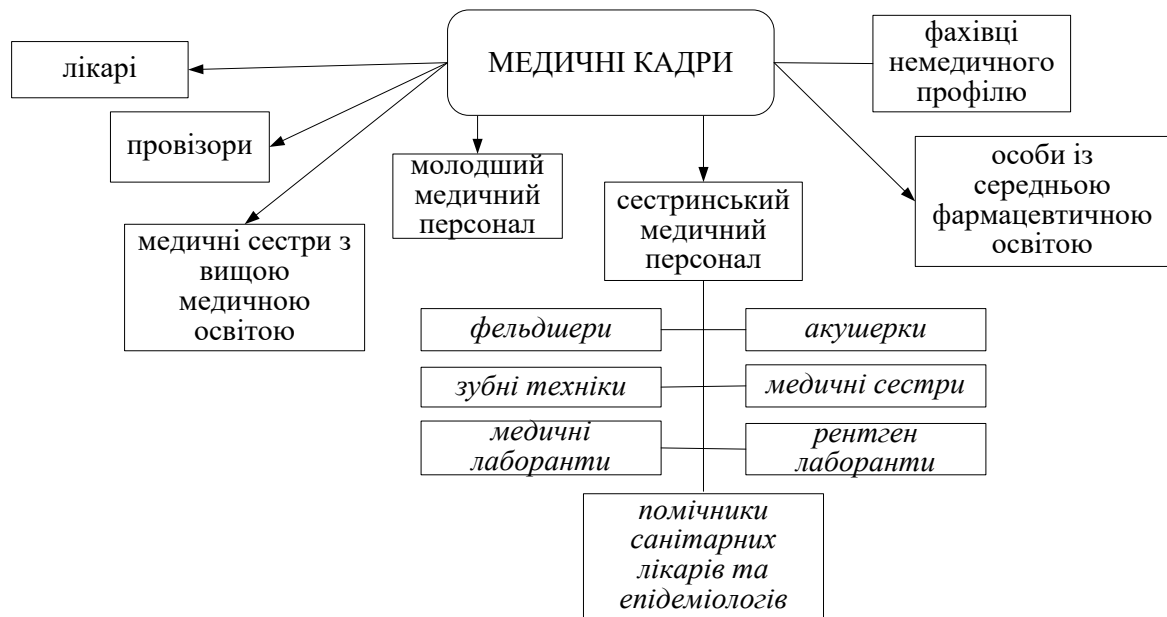 МЕДИЧНІ КАДРИ
лікарі
провізори
медичні сестри з
вищою
медичною
освітою
молодший
медичний
персонал
сестринський
медичний
персонал
фахівці
немедичного
профілю
особи із
середньою
фармацевтичною
освітою
фельдшери
акушерки
зубні техніки
медичні сестри
медичні
лаборанти
рентген
лаборанти
помічники
санітарних
лікарів та
епідеміологів